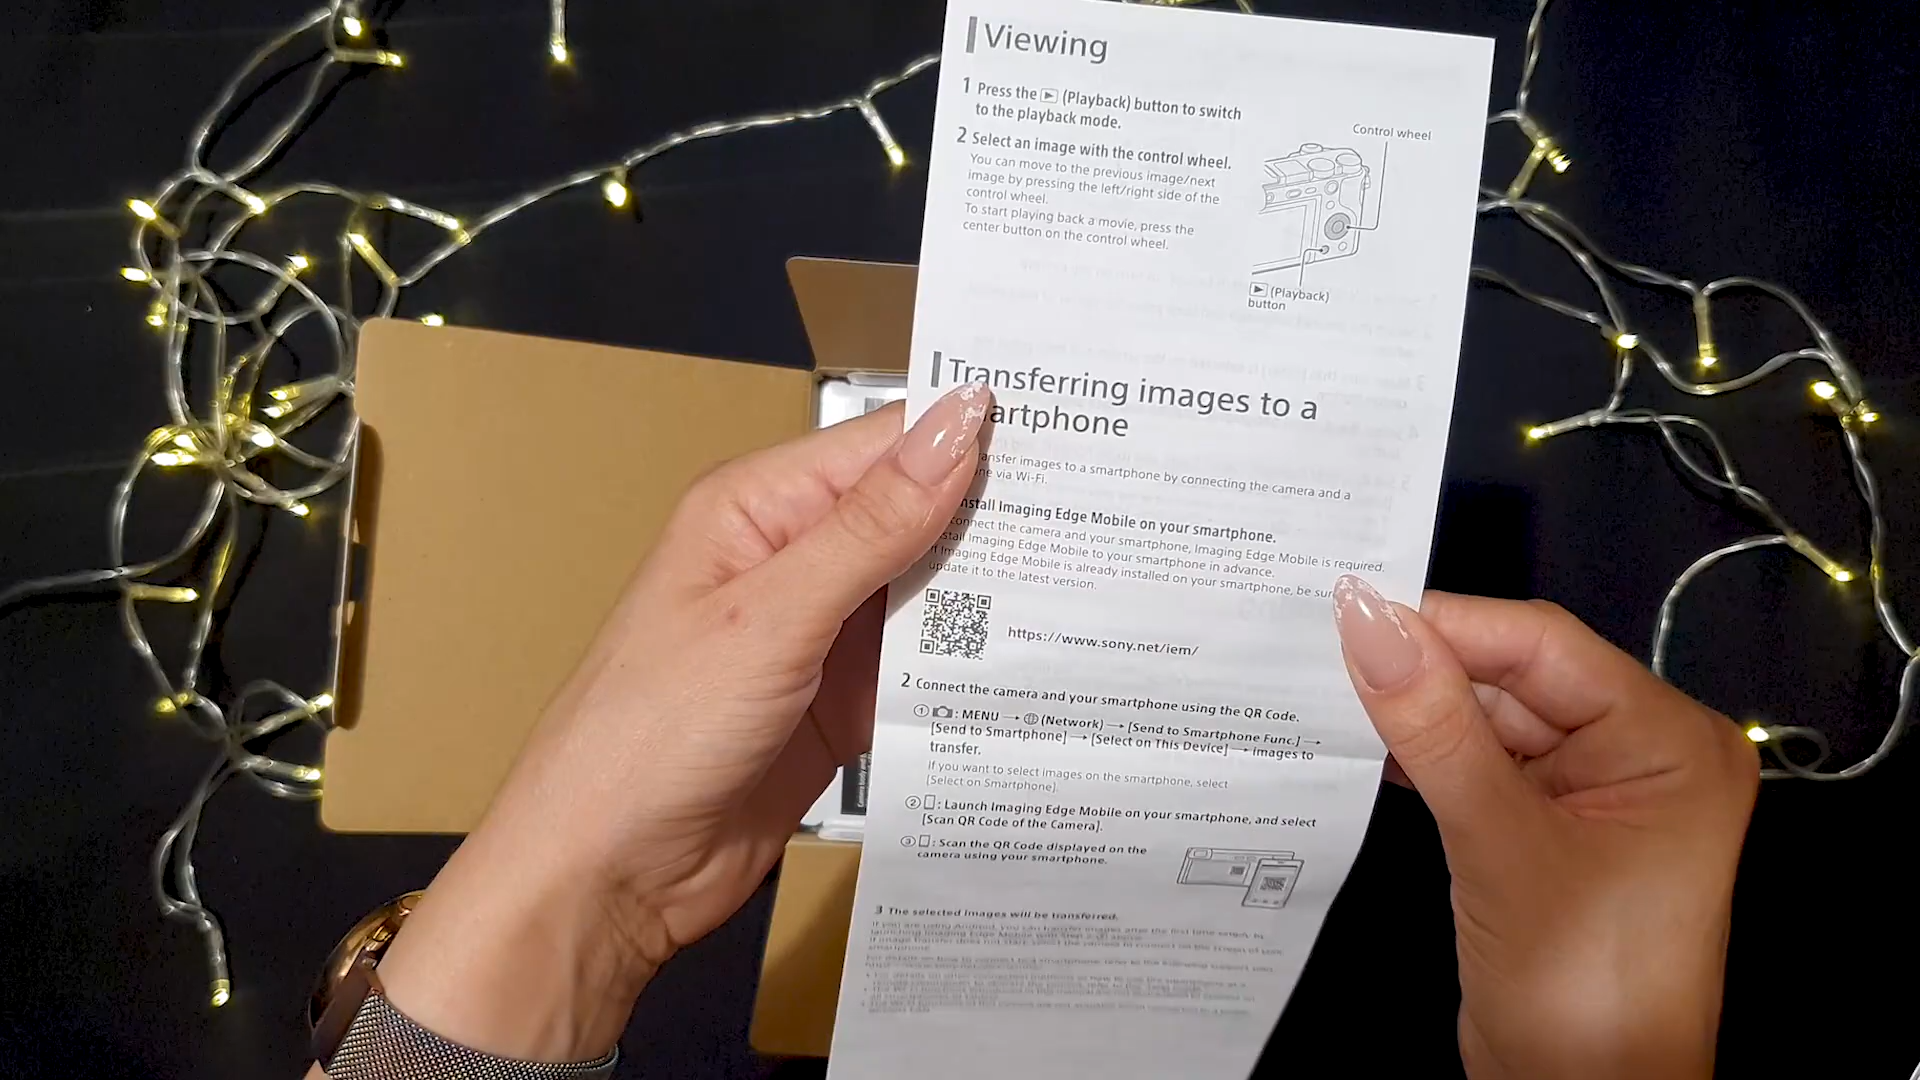 Viewing
1 Press the (Playback) button to switch
to the playback mode.
2 Select an image with the control wheel.
You can move to the previous image/next
image by pressing the left/right side of the
control wheel.
To start playing back a movie, press the
center button on the control wheel.
Control wheel
(Playback)
button
Transferring images to a
artphone
ansfer images to a smartphone by connecting the camera and a
ne via Wi-Fi.
nstall Imaging Edge Mobile on your smartphone.
connect the camera and your smartphone, Imaging Edge Mobile is required.
stall Imaging Edge Mobile to your smartphone in advance.
If Imaging Edge Mobile is already installed on your smartphone, be sure
update it to the latest version.
https://www.sony.net/iem/
2 Connect the camera and your smartphone using the QR Code.
① : MENU → (Network) → [Send to Smartphone Func.] →
[Send to Smartphone] → [Select on This Device] → images to
transfer.
If you want to select images on the smartphone, select
[Select on Smartphone].
② : Launch Imaging Edge Mobile on your smartphone, and select
[Scan QR Code of the Camera].
③ : Scan the QR Code displayed on the
camera using your smartphone.
3 The selected images will be transferred.